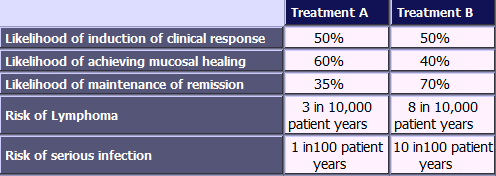 Treatment A Treatment B
Likelihood of induction of clinical response 50% 50%
Likelihood of achieving mucosal healing 60% 40%
Likelihood of maintenance of remission 35% 70%
Risk of Lymphoma 3 in 10,000 patient years 8 in 10,000 patient years
Risk of serious infection 1 in100 patient years 10 in100 patient years